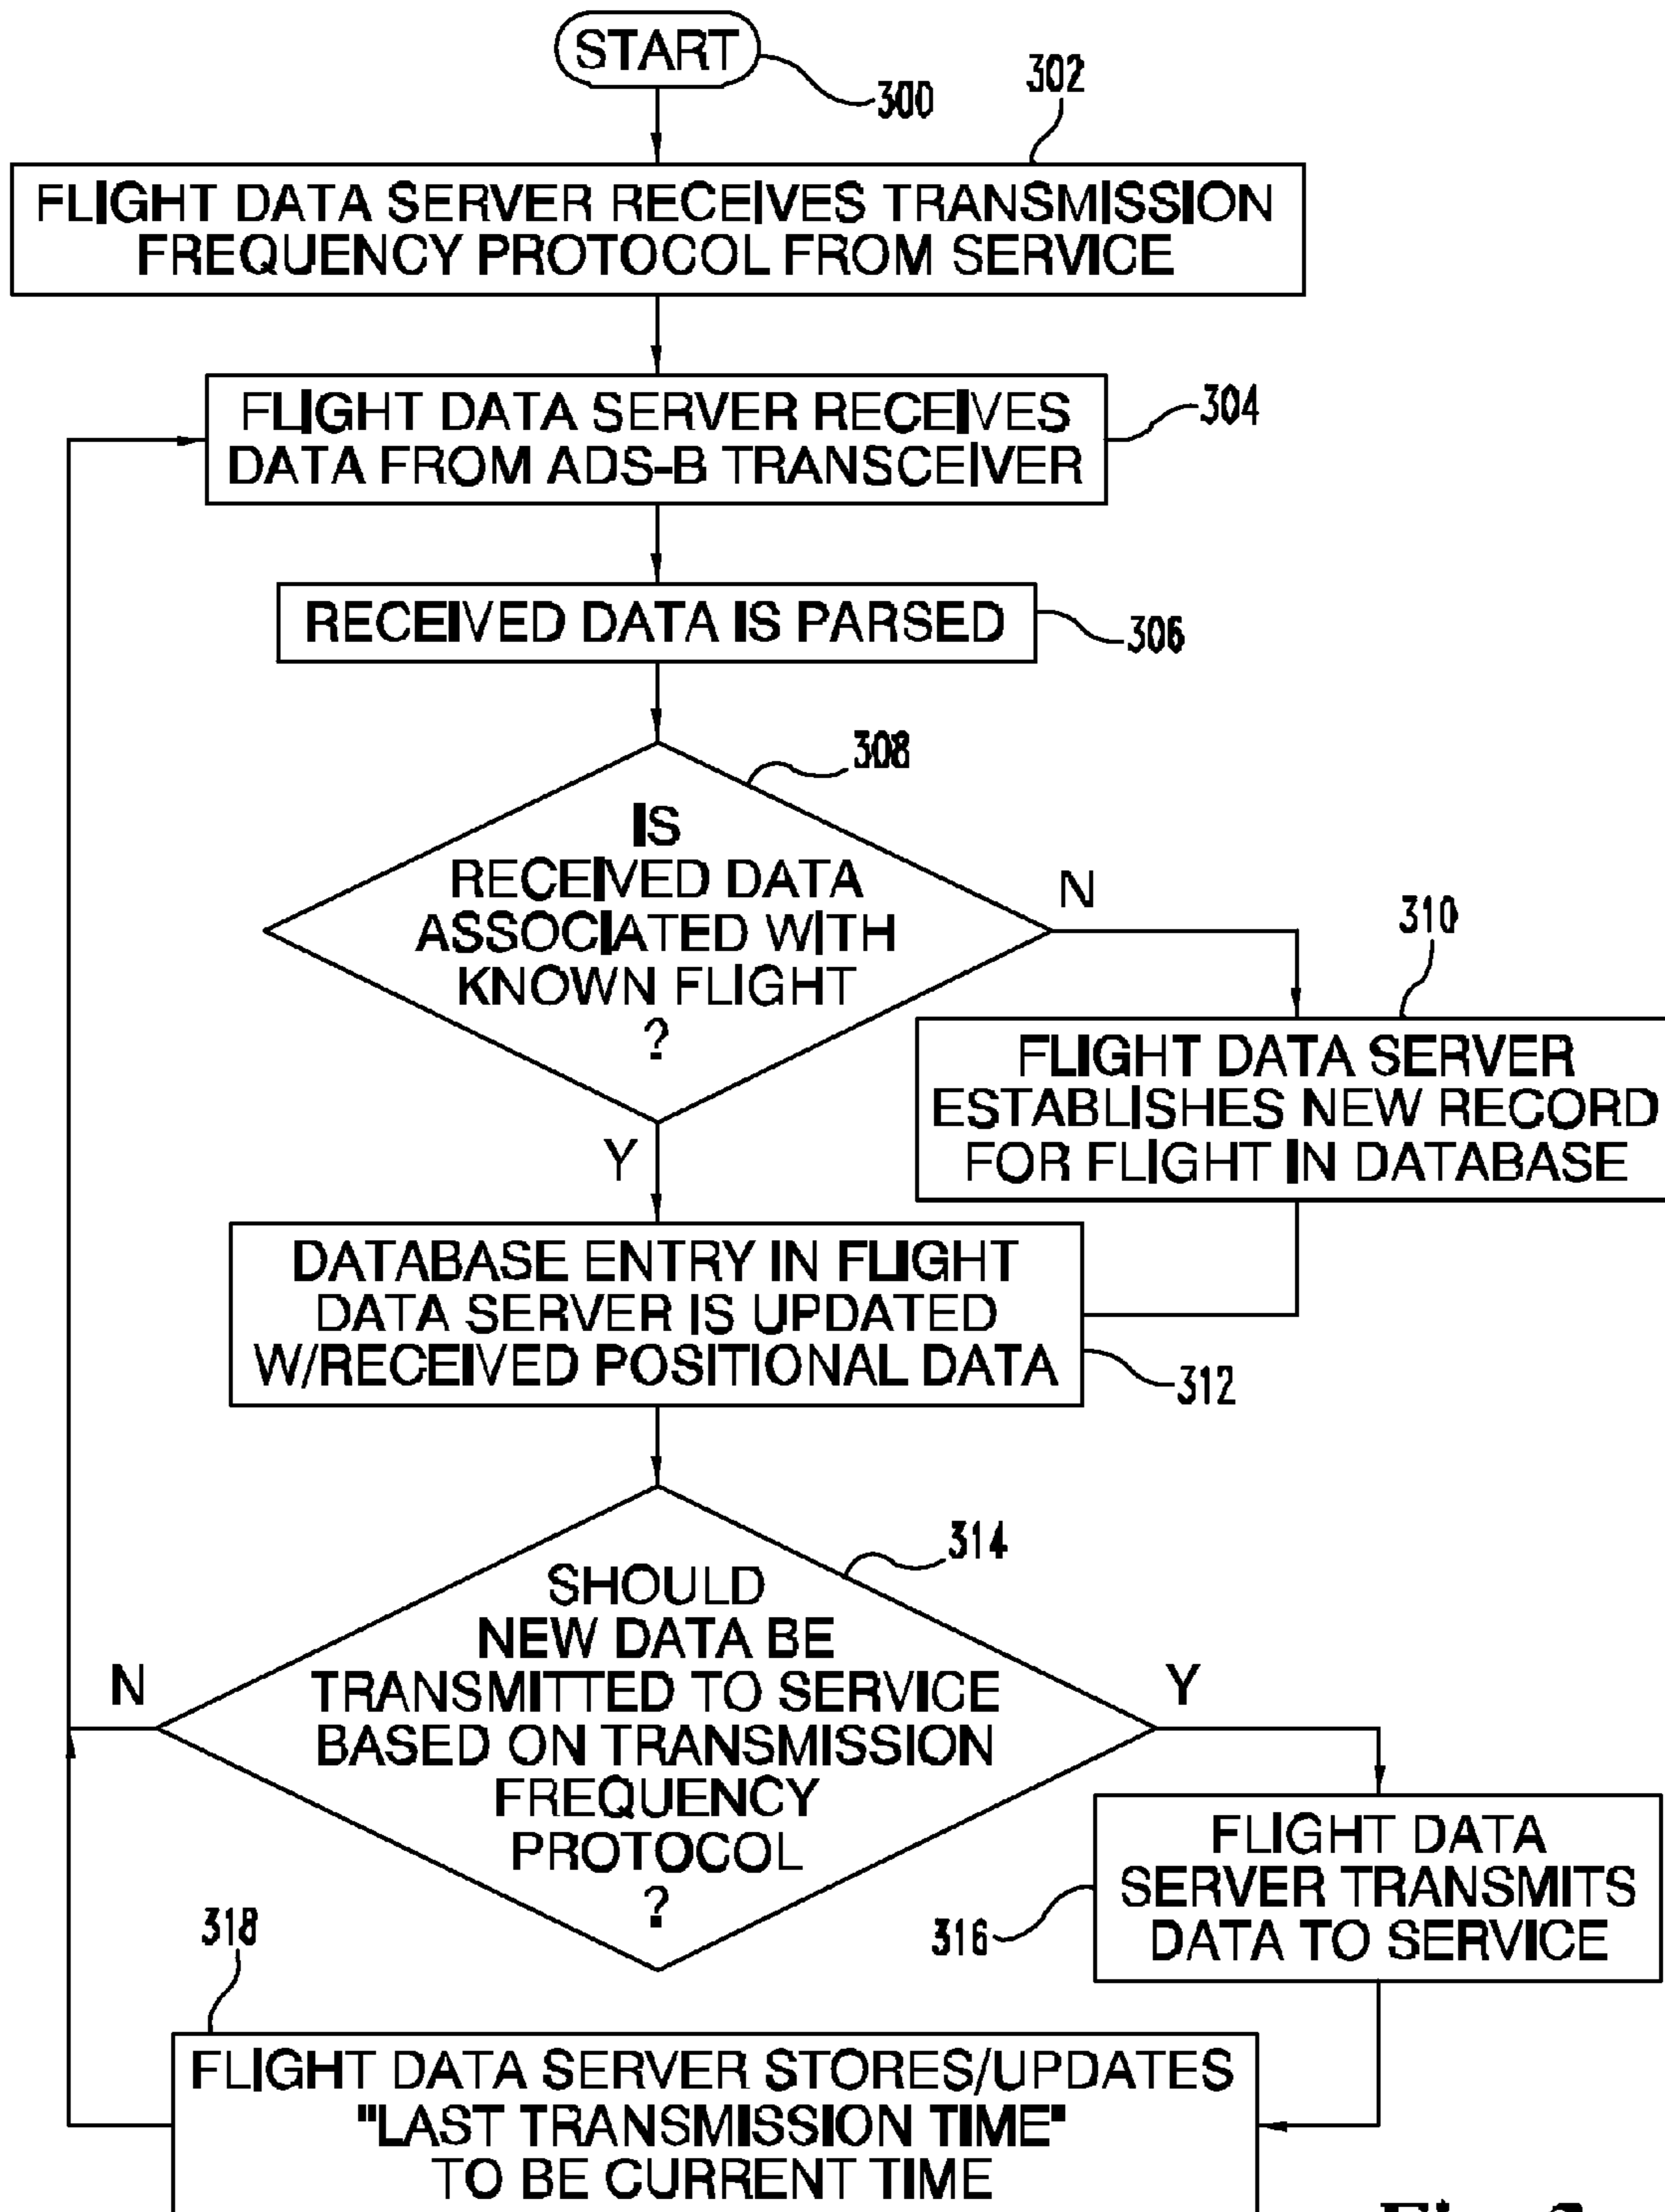 START
300
302
FLIGHT DATA SERVER RECEIVES TRANSMISSION
FREQUENCY PROTOCOL FROM SERVICE
FLIGHT DATA SERVER RECEIVES
DATA FROM ADS-B TRANSCEIVER
304
RECEIVED DATA IS PARSED
306
308
IS
RECEIVED DATA
ASSOCIATED WITH
KNOWN FLIGHT
?
N
Y
310
FLIGHT DATA SERVER
ESTABLISHES NEW RECORD
FOR FLIGHT IN DATABASE
DATABASE ENTRY IN FLIGHT
DATA SERVER IS UPDATED
W/RECEIVED POSITIONAL DATA
312
314
SHOULD
NEW DATA BE
TRANSMITTED TO SERVICE
BASED ON TRANSMISSION
FREQUENCY
PROTOCOL
?
N
Y
FLIGHT DATA
SERVER TRANSMITS
DATA TO SERVICE
316
318
FLIGHT DATA SERVER STORES/UPDATES
"LAST TRANSMISSION TIME"
TO BE CURRENT TIME